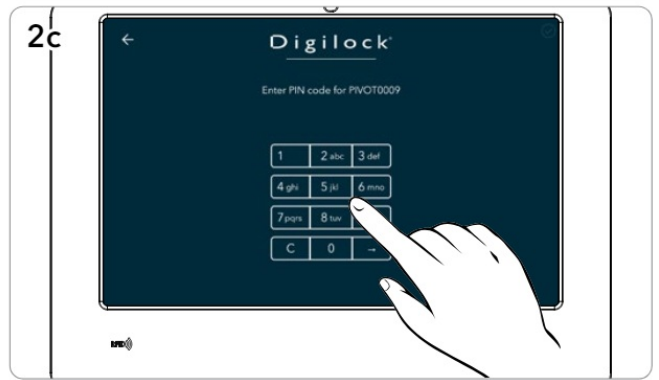 2c
←
Digilock
Enter PIN code for PIVOT0009
1 2 abc 3 def
4 ghi 5 jkl 6 mno
7 pqrs 8 tuv
C 0 →
RFID